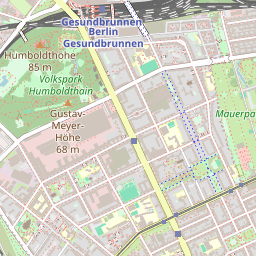 Gesundbrunnen
Berlin
Gesundbrunnen
Humboldthöhe
85 m
Volkspark
Humboldthain
Gustav-
Meyer-
Höhe
68 m
Mauerpa